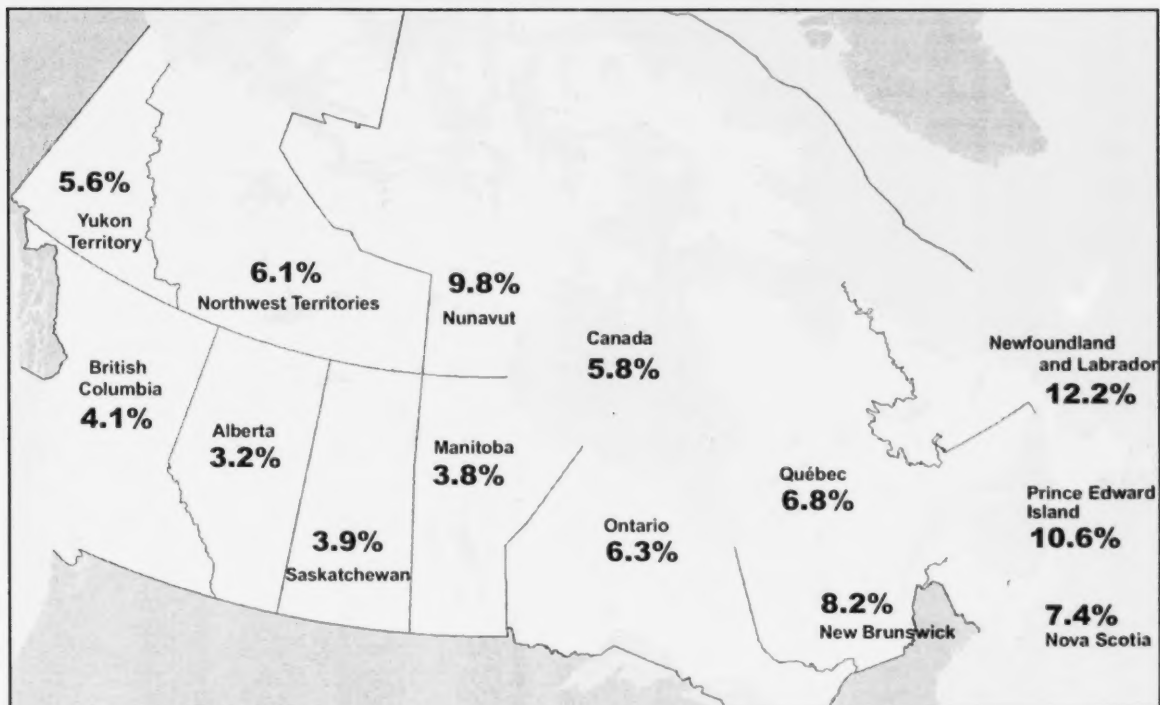 5.6%
Yukon
Territory
6.1%
Northwest Territories
9.8%
Nunavut
Canada
5.8%
Newfoundland
and Labrador
12.2%
British
Columbia
4.1%
Alberta
3.2%
3.9%
Saskatchewan
Manitoba
3.8%
Ontario
6.3%
Québec
6.8%
Prince Edward
Island
10.6%
8.2%
New Brunswick
7.4%
Nova Scotia